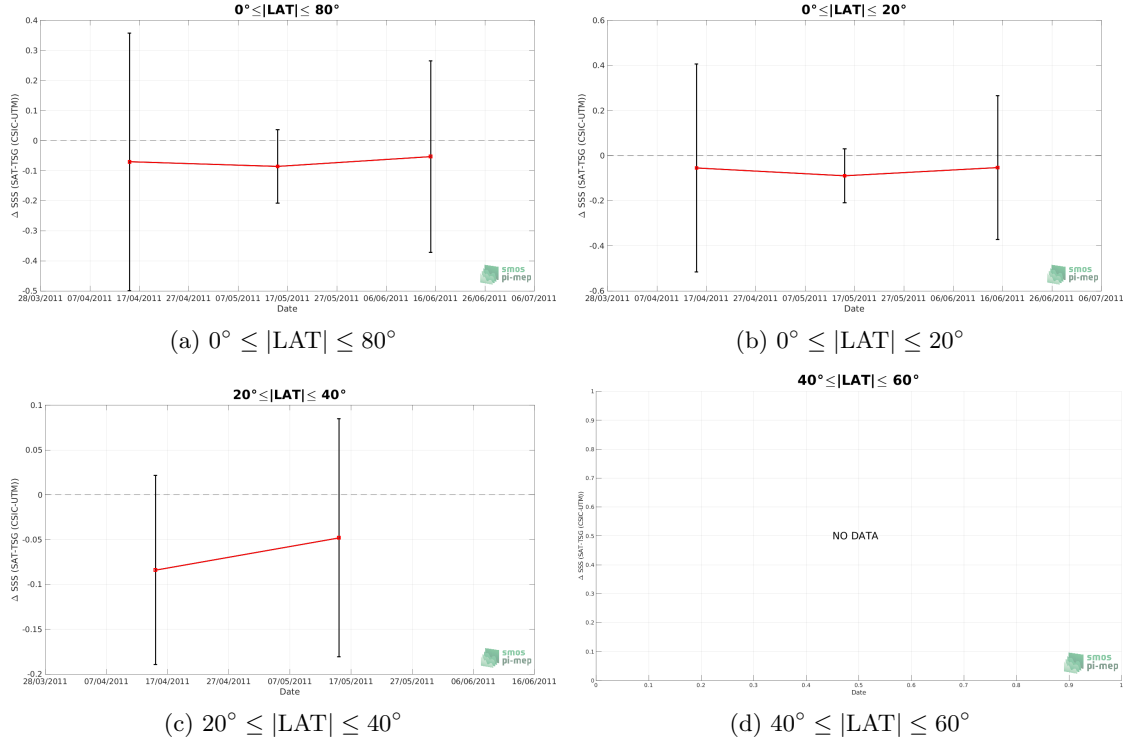 0°≤|LAT|≤ 80°
0.4
0.3
0.2
0.1
0
-0.1
-0.2
-0.3
-0.4
-0.5
Δ SSS (SAT-TSG (CSIC-UTM))
28/03/2011 07/04/2011 17/04/2011 27/04/2011 07/05/2011 17/05/2011 27/05/2011 06/06/2011 16/06/2011 26/06/2011 06/07/2011
Date
smos
pi-mep
(a) 0° ≤ |LAT| ≤ 80°
0°≤|LAT|≤ 20°
0.6
0.4
0.2
0
-0.2
-0.4
-0.6
Δ SSS (SAT-TSG (CSIC-UTM))
28/03/2011 07/04/2011 17/04/2011 27/04/2011 07/05/2011 17/05/2011 27/05/2011 06/06/2011 16/06/2011 26/06/2011 06/07/2011
Date
smos
pi-mep
(b) 0° ≤ |LAT| ≤ 20°
20°≤|LAT|≤ 40°
0.1
0.05
0
-0.05
-0.1
-0.15
-0.2
Δ SSS (SAT-TSG (CSIC-UTM))
28/03/2011 07/04/2011 17/04/2011 27/04/2011 07/05/2011 17/05/2011 27/05/2011 06/06/2011 16/06/2011
Date
smos
pi-mep
(c) 20° ≤ |LAT| ≤ 40°
40°≤|LAT|≤ 60°
1
0.9
0.8
0.7
0.6
0.5
0.4
0.3
0.2
0.1
0
Δ SSS (SAT-TSG (CSIC-UTM))
NO DATA
0 0.1 0.2 0.3 0.4 0.5 0.6 0.7 0.8 0.9 1
Date
smos
pi-mep
(d) 40° ≤ |LAT| ≤ 60°